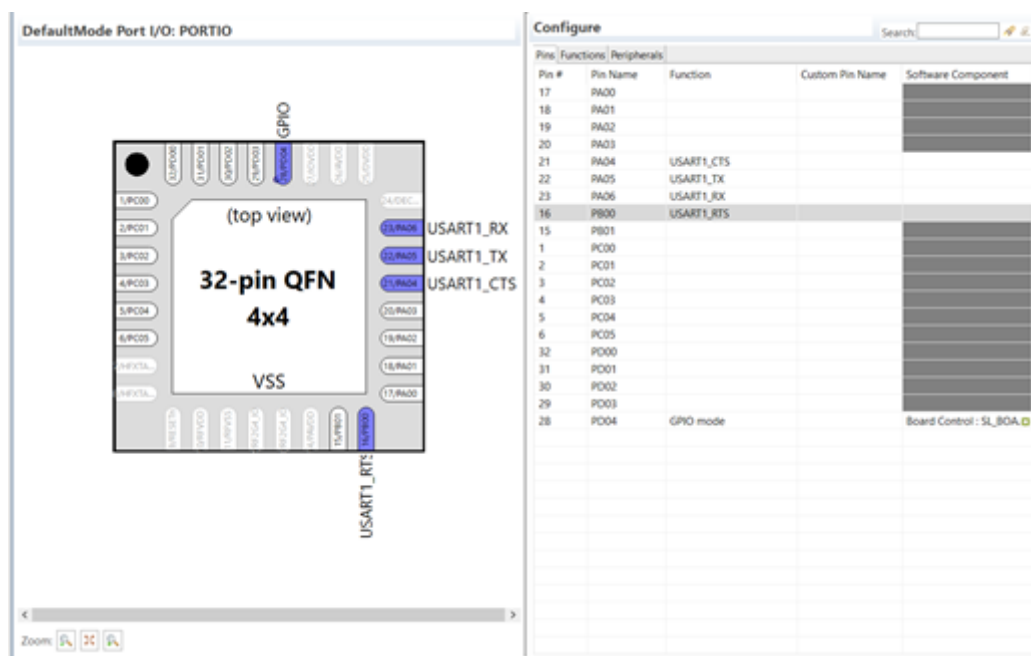 DefaultMode Port I/O: PORTIO
GPIO
32/PD00
31/PD01
30/PD02
29/PD03
28/PD04
1/PC00
2/PC01
3/PC02
4/PC03
5/PC04
6/PC05
(top view)
32-pin QFN
4x4
VSS
24/DEC...
23/PA06 USART1_RX
22/PA05 USART1_TX
21/PA04 USART1_CTS
20/PA03
19/PA02
18/PA01
17/PA00
15/PB01
16/PB00
USART1_RTS
Zoom:
Configure
Search:
Pins Functions Peripherals
Pin # Pin Name Function Custom Pin Name Software Component
17 PA00
18 PA01
19 PA02
20 PA03
21 PA04 USART1_CTS
22 PA05 USART1_TX
23 PA06 USART1_RX
16 PB00 USART1_RTS
15 PB01
1 PC00
2 PC01
3 PC02
4 PC03
5 PC04
6 PC05
32 PD00
31 PD01
30 PD02
29 PD03
28 PD04 GPIO mode Board Control : SL_BOA.